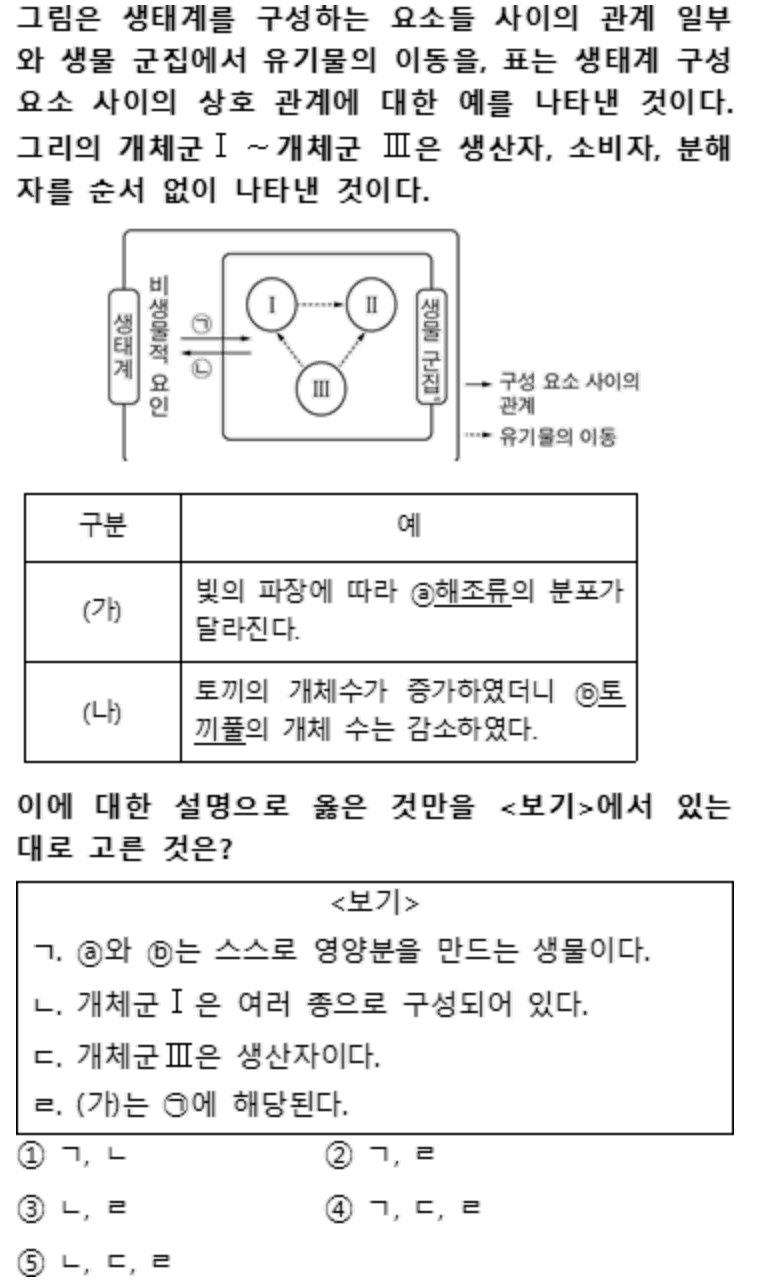 그림은 생태계를 구성하는 요소들 사이의 관계 일부
와 생물 군집에서 유기물의 이동을, 표는 생태계 구성
요소 사이의 상호 관계에 대한 예를 나타낸 것이다.
그리의 개체군Ⅰ ~개체군 Ⅲ은 생산자, 소비자, 분해
자를 순서 없이 나타낸 것이다.
생태계
비생물적 요인
㉠
㉡
Ⅰ
Ⅱ
Ⅲ
생물 군집
구성 요소 사이의
관계
유기물의 이동
구분 예
(가) 빛의 파장에 따라 ⓐ해조류의 분포가
달라진다.
(나) 토끼의 개체수가 증가하였더니 ⓑ토
끼풀의 개체 수는 감소하였다.
이에 대한 설명으로 옳은 것만을 <보기>에서 있는
대로 고른 것은?
<보기>
ㄱ. ⓐ와 ⓑ는 스스로 영양분을 만드는 생물이다.
ㄴ. 개체군Ⅰ은 여러 종으로 구성되어 있다.
ㄷ. 개체군Ⅲ은 생산자이다.
ㄹ. (가)는 ㉠에 해당된다.
① ㄱ, ㄴ ② ㄱ, ㄹ
③ ㄴ, ㄹ ④ ㄱ, ㄷ, ㄹ
⑤ ㄴ, ㄷ, ㄹ